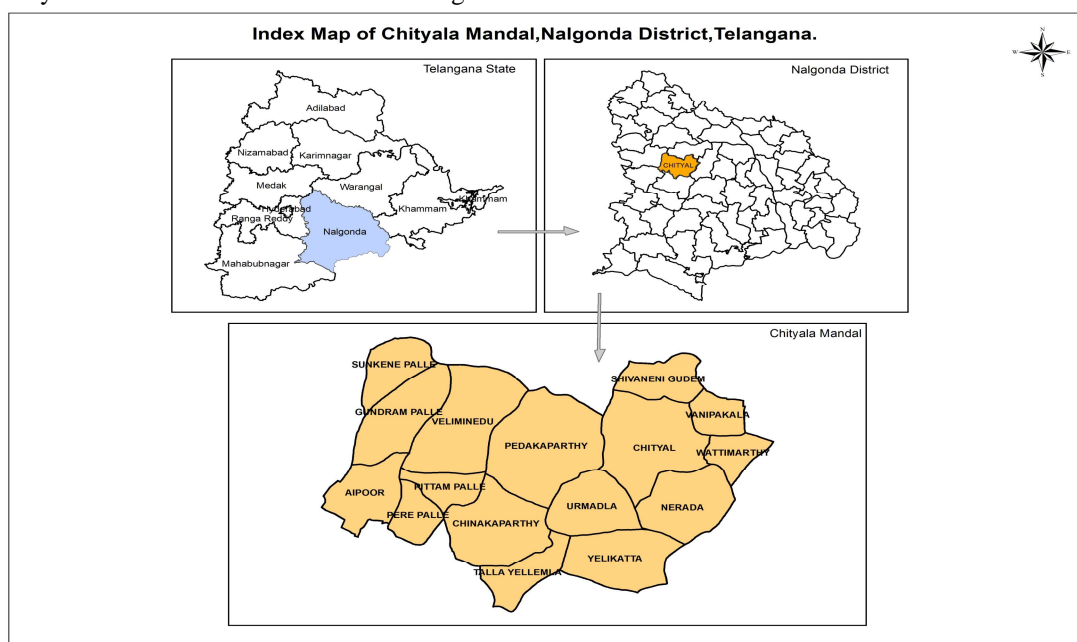 Index Map of Chityala Mandal,Nalgonda District,Telangana.
N
W E
S
Telangana State
Adilabad
Nizamabad
Karimnagar
Medak
Warangal
Hyderabad
Ranga Reddy
Khammam
Khammam
Nalgonda
Mahabubnagar
Nalgonda District
CHITYAL
Chityala Mandal
SUNKENE PALLE
SHIVANENI GUDEM
GUNDRAM PALLE
VELIMINEDU
VANIPAKALA
PEDAKAPARTHY
CHITYAL
WATTIMARTHY
AIPOOR
PITTAM PALLE
PERE PALLE
CHINAKAPARTHY
URMADLA
NERADA
YELIKATTA
TALLA YELLEMLA